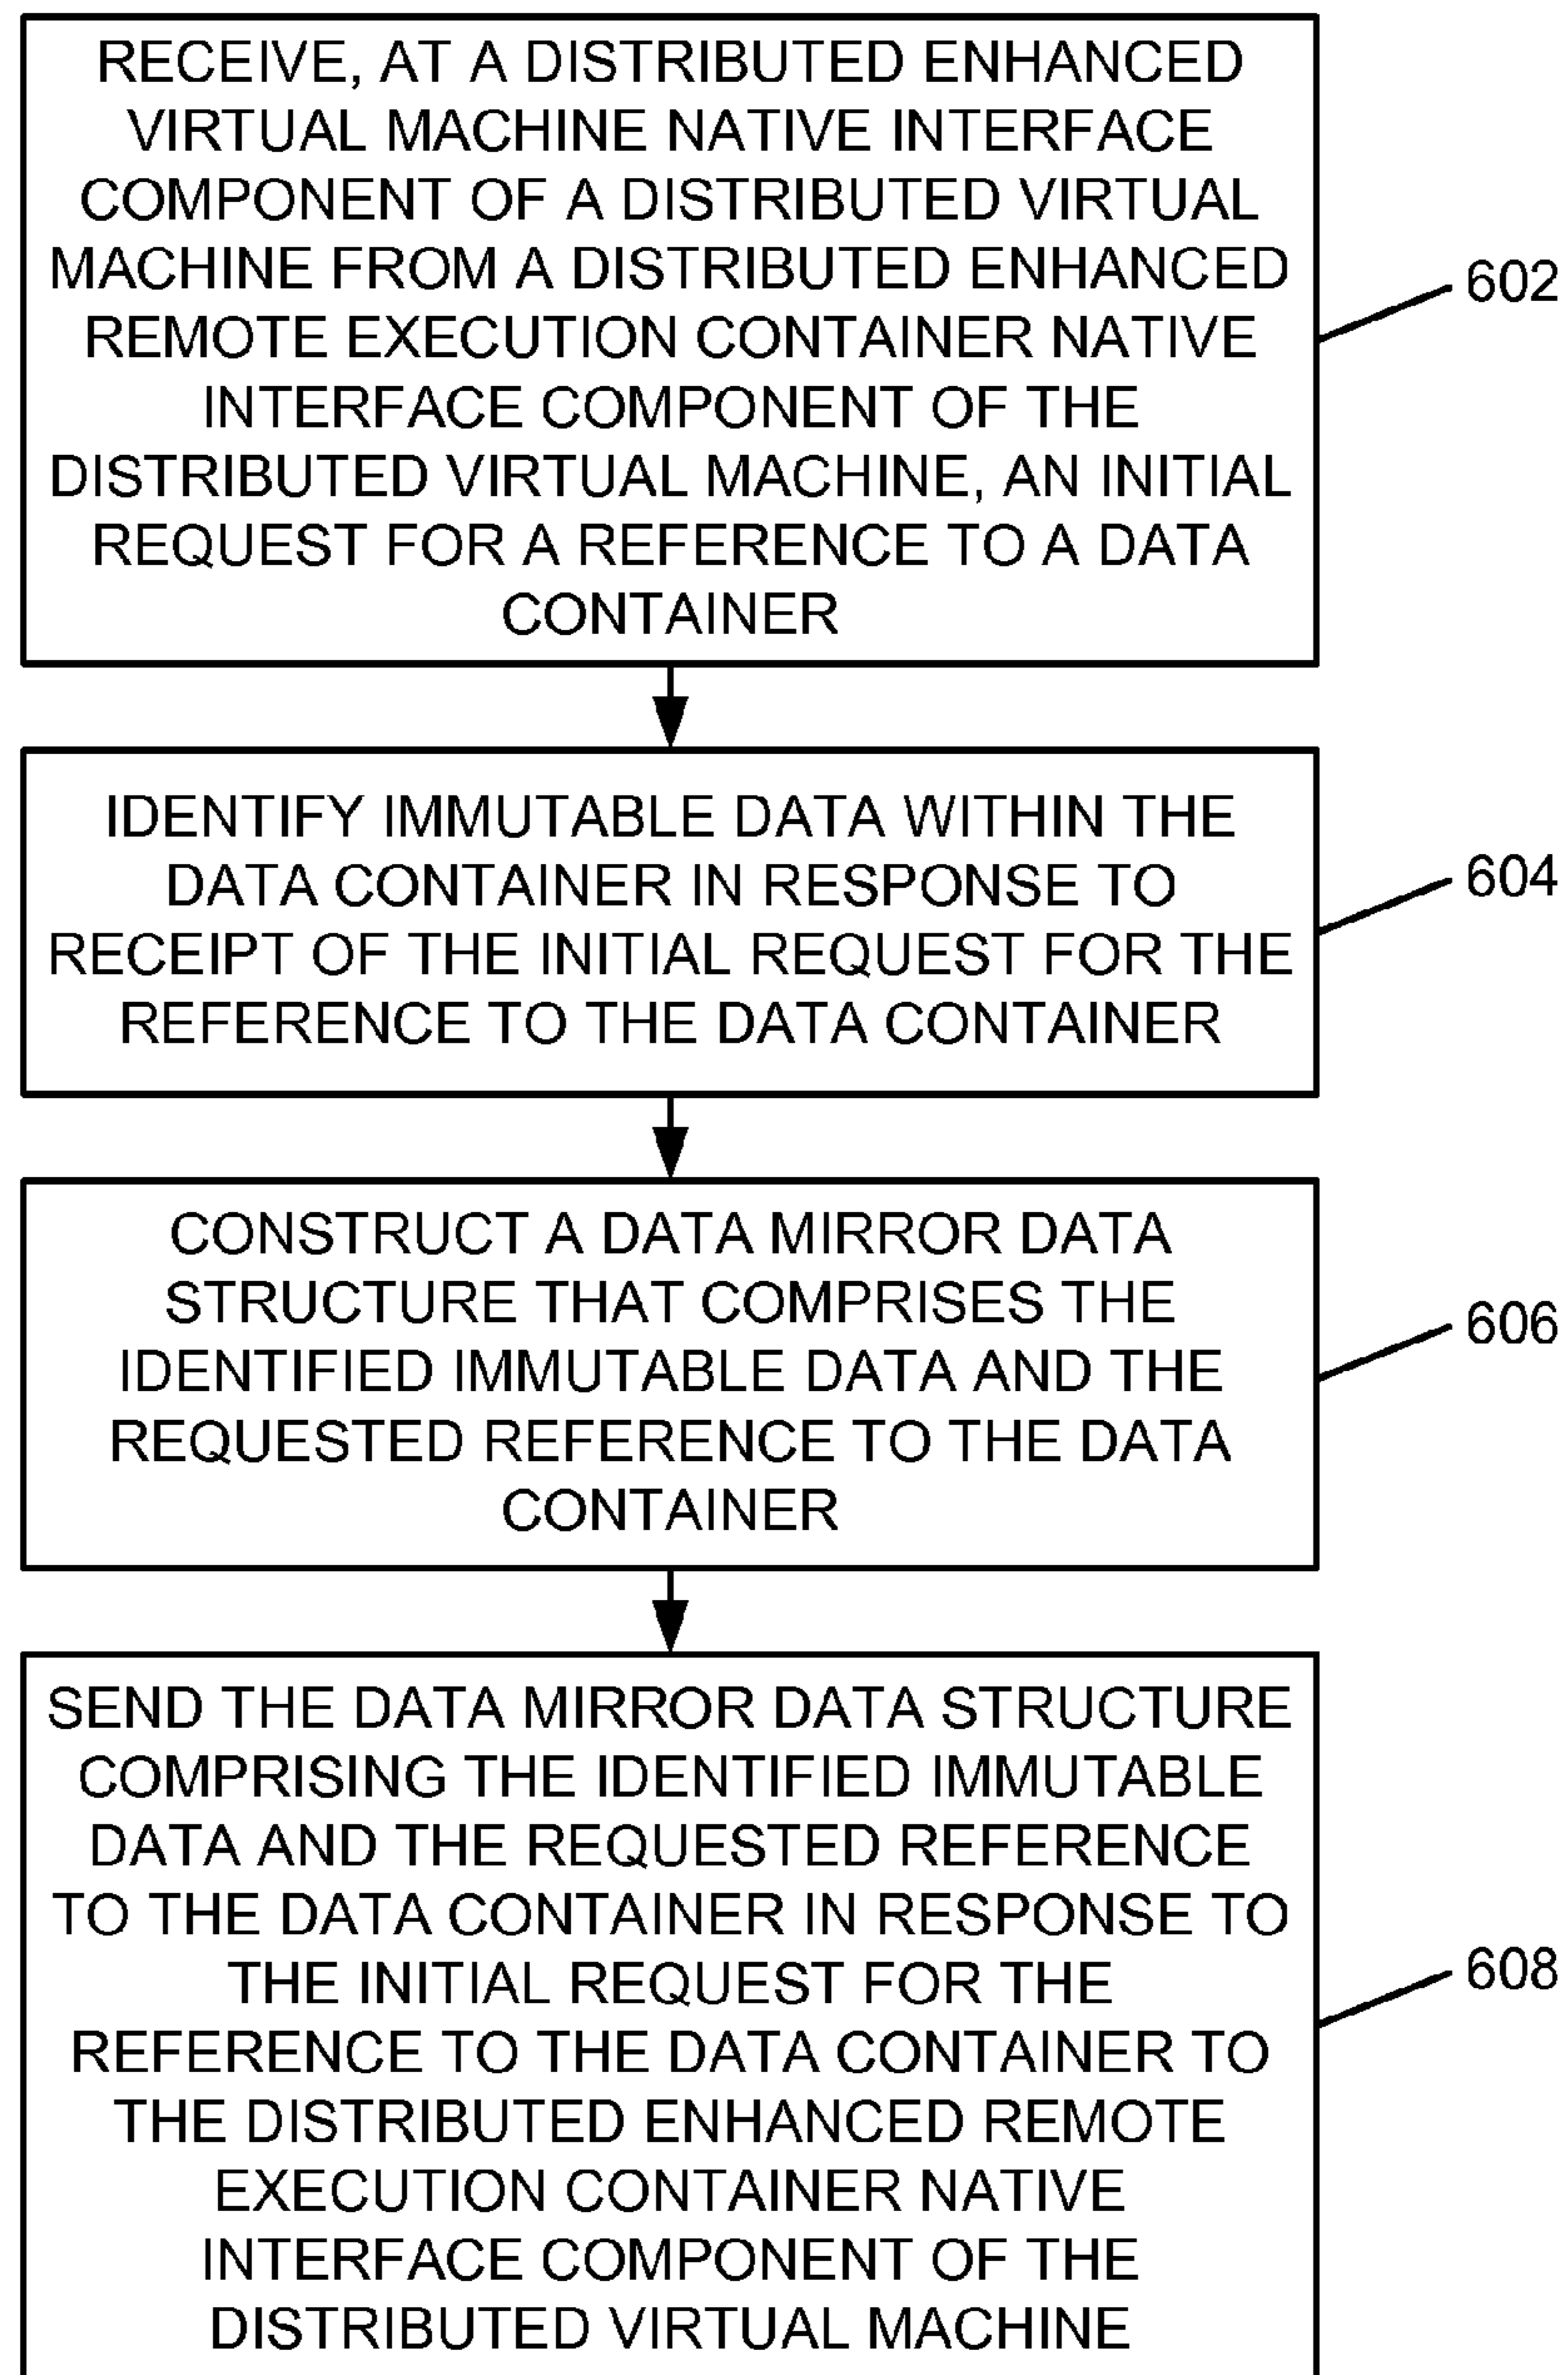 RECEIVE, AT A DISTRIBUTED ENHANCED
VIRTUAL MACHINE NATIVE INTERFACE
COMPONENT OF A DISTRIBUTED VIRTUAL
MACHINE FROM A DISTRIBUTED ENHANCED
REMOTE EXECUTION CONTAINER NATIVE
INTERFACE COMPONENT OF THE
DISTRIBUTED VIRTUAL MACHINE, AN INITIAL
REQUEST FOR A REFERENCE TO A DATA
CONTAINER
602
IDENTIFY IMMUTABLE DATA WITHIN THE
DATA CONTAINER IN RESPONSE TO
RECEIPT OF THE INITIAL REQUEST FOR THE
REFERENCE TO THE DATA CONTAINER
604
CONSTRUCT A DATA MIRROR DATA
STRUCTURE THAT COMPRISES THE
IDENTIFIED IMMUTABLE DATA AND THE
REQUESTED REFERENCE TO THE DATA
CONTAINER
606
SEND THE DATA MIRROR DATA STRUCTURE
COMPRISING THE IDENTIFIED IMMUTABLE
DATA AND THE REQUESTED REFERENCE
TO THE DATA CONTAINER IN RESPONSE TO
THE INITIAL REQUEST FOR THE
REFERENCE TO THE DATA CONTAINER TO
THE DISTRIBUTED ENHANCED REMOTE
EXECUTION CONTAINER NATIVE
INTERFACE COMPONENT OF THE
DISTRIBUTED VIRTUAL MACHINE
608